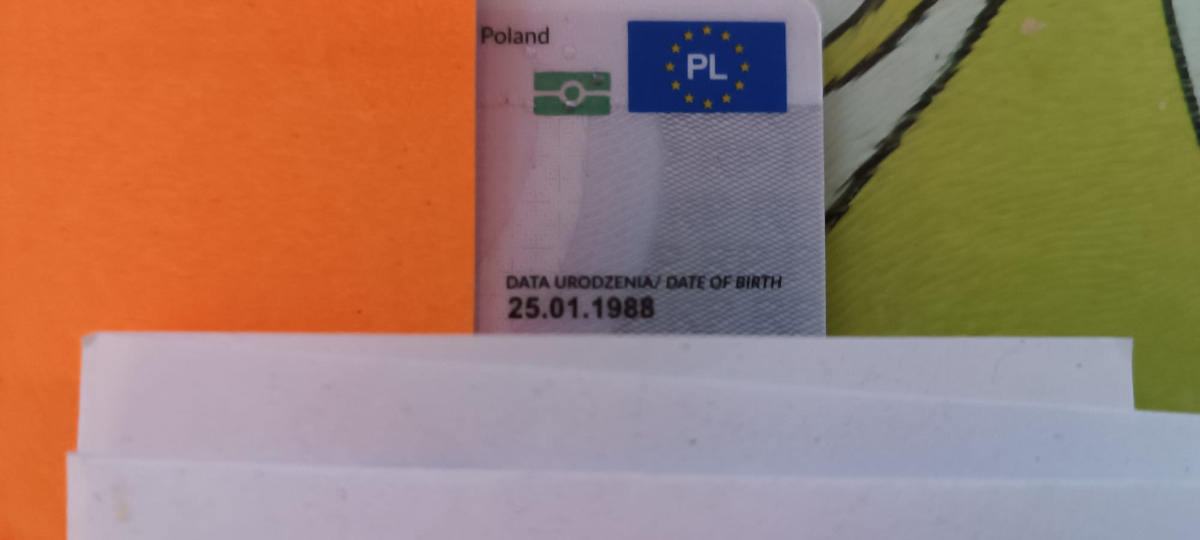 Poland
PL
DATA URODZENIA/ DATE OF BIRTH
25.01.1988